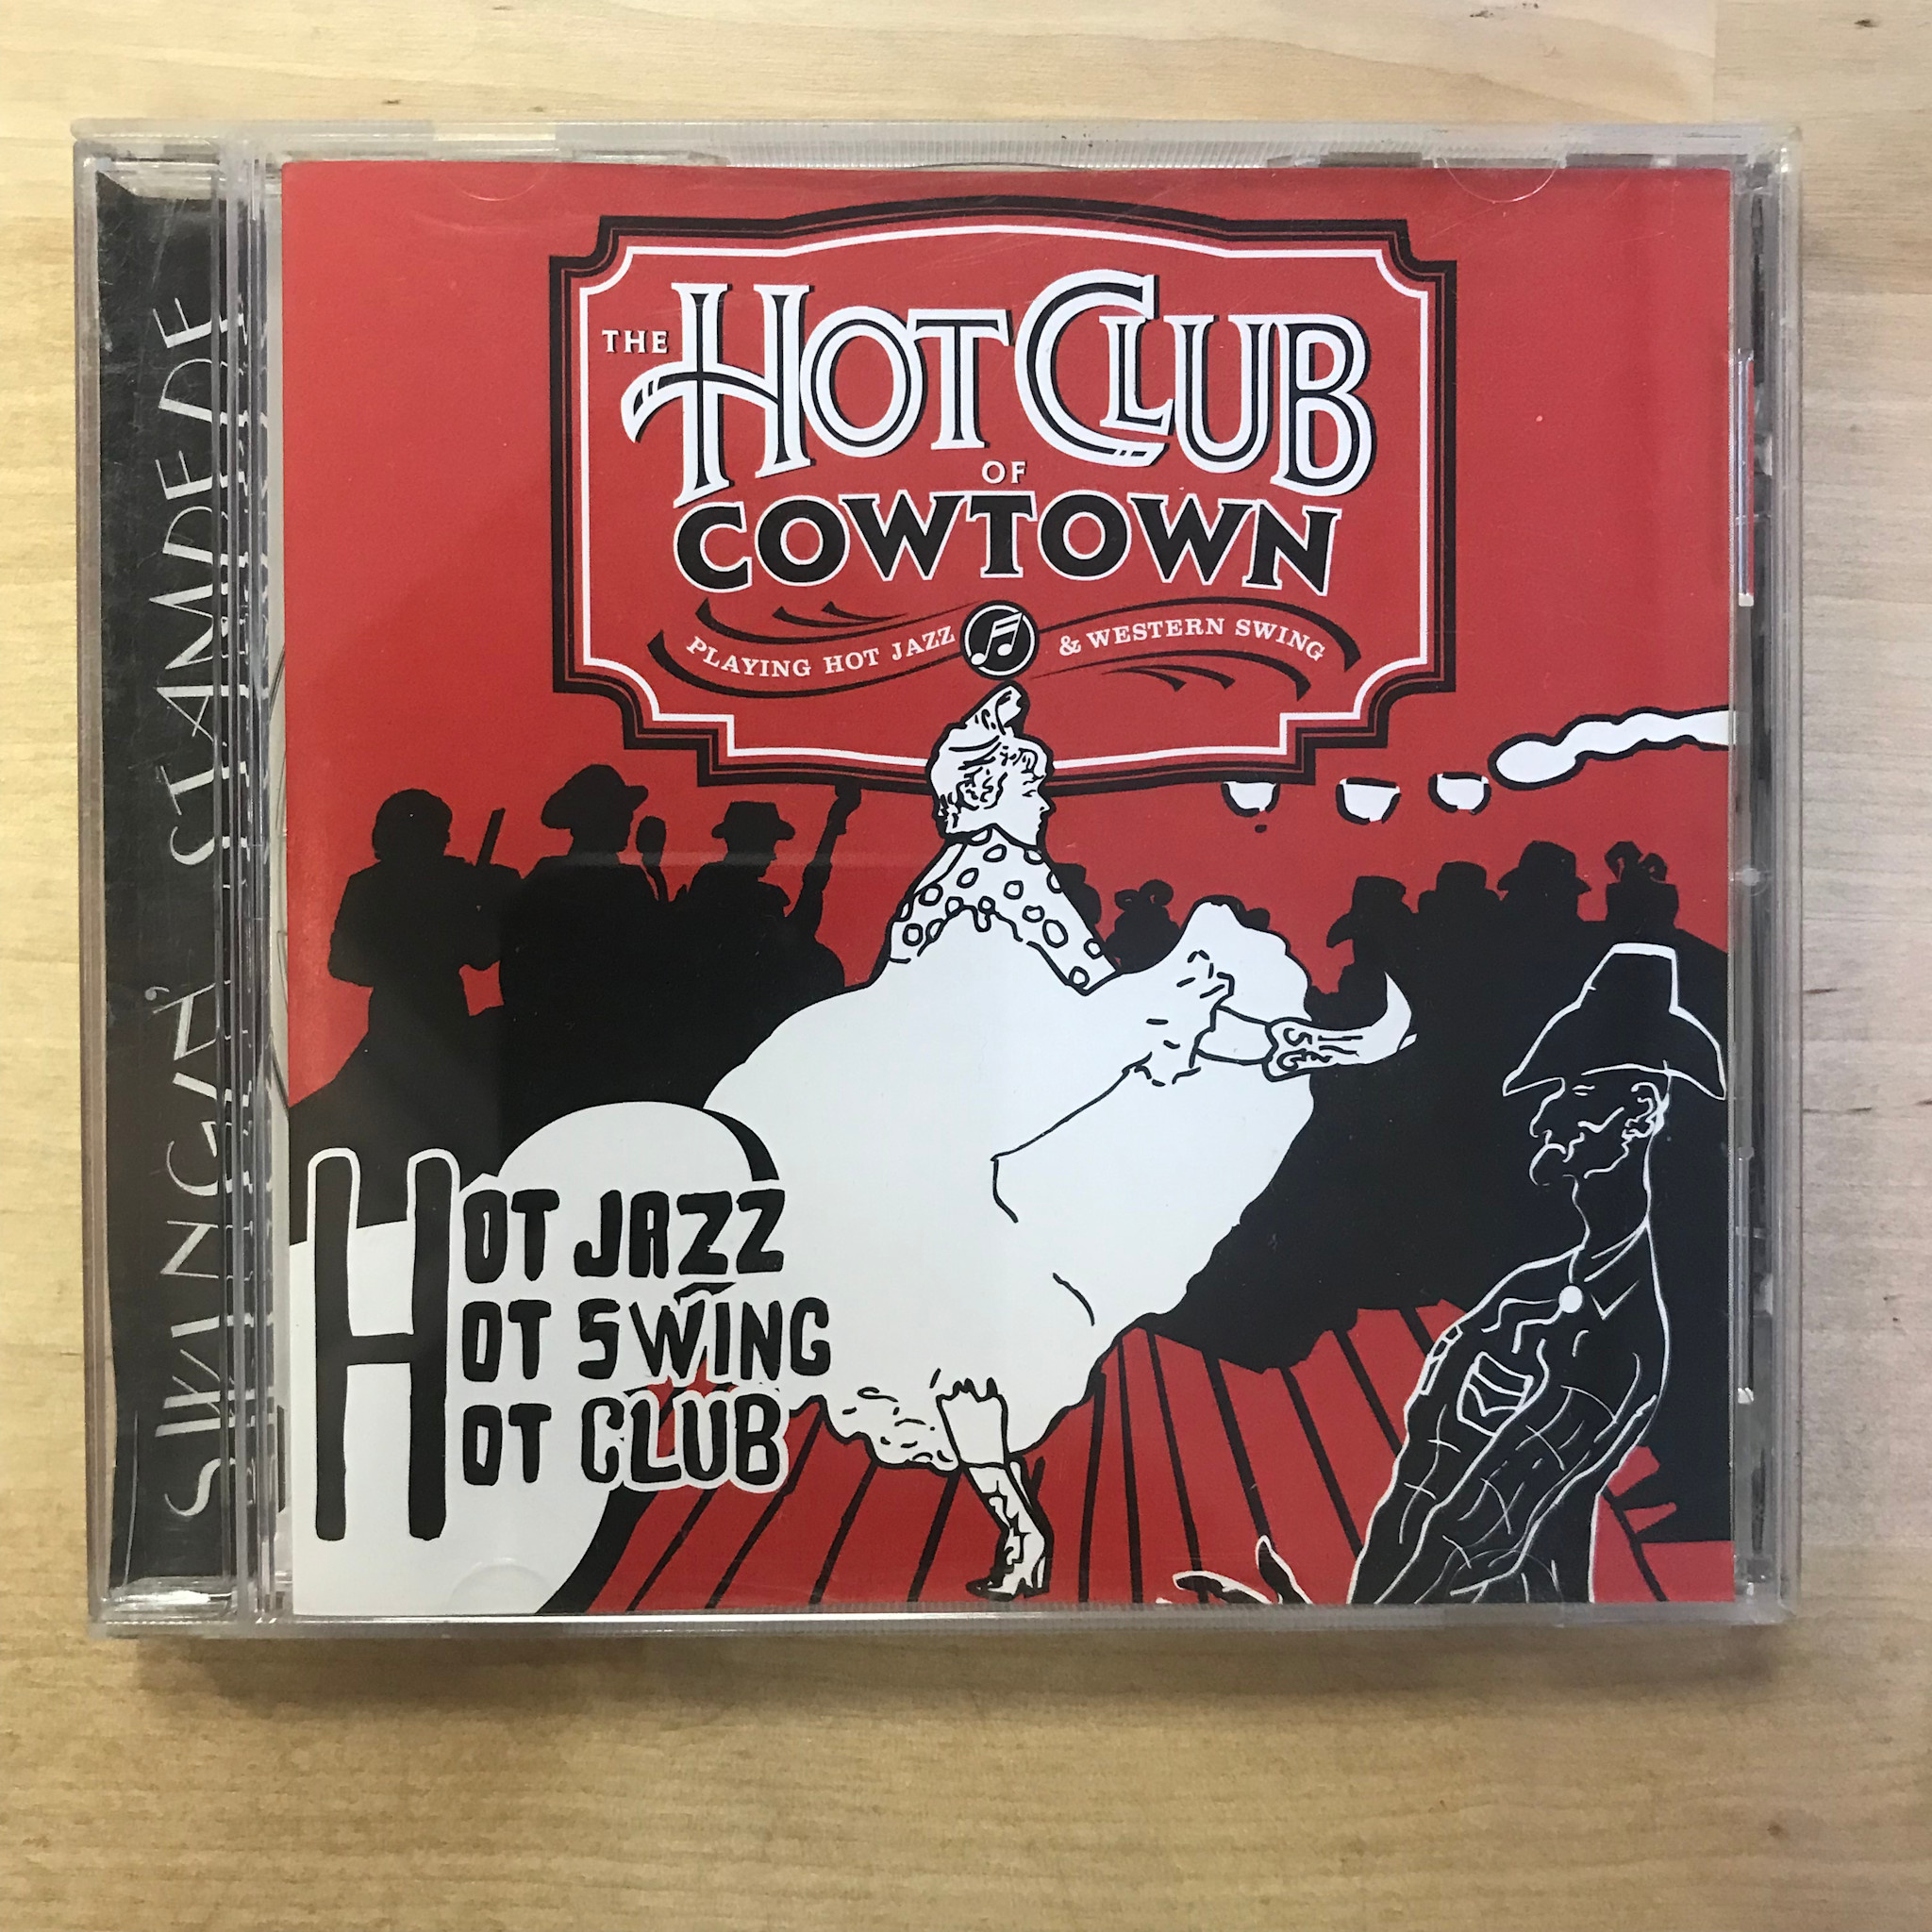 SWINGIN' STAMPEDE
THE HOT CLUB
OF
COWTOWN
PLAYING HOT JAZZ & WESTERN SWING
HOT JAZZ
HOT SWING
HOT CLUB